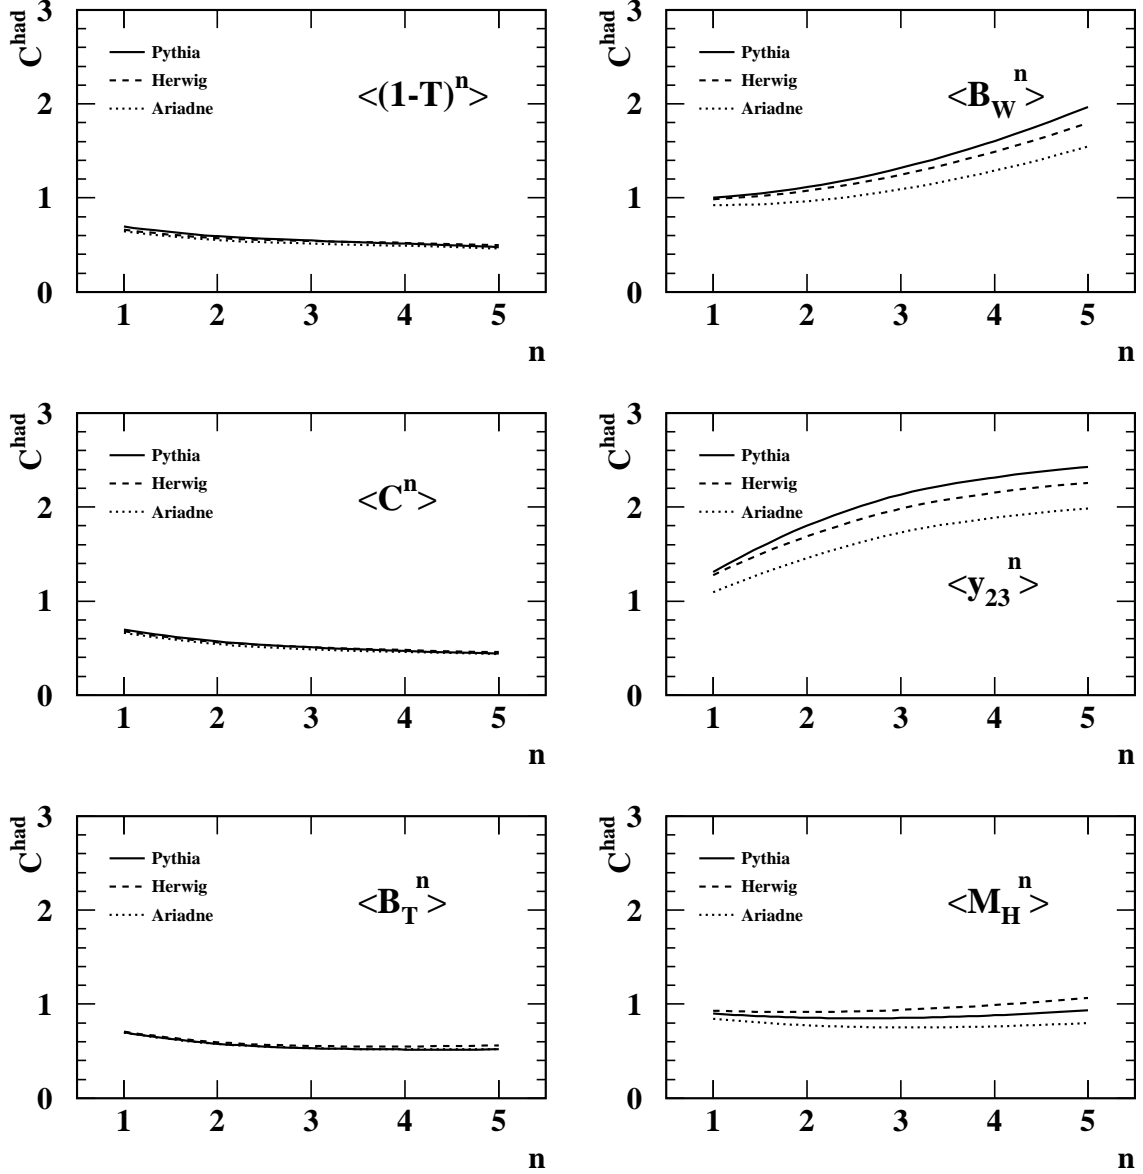 C^had
3
2
1
0
Pythia
Herwig
Ariadne
<(1-T)^n>
1 2 3 4 5
n
C^had
3
2
1
0
Pythia
Herwig
Ariadne
<B_W^n>
1 2 3 4 5
n
C^had
3
2
1
0
Pythia
Herwig
Ariadne
<C^n>
1 2 3 4 5
n
C^had
3
2
1
0
Pythia
Herwig
Ariadne
<y_23^n>
1 2 3 4 5
n
C^had
3
2
1
0
Pythia
Herwig
Ariadne
<B_T^n>
1 2 3 4 5
n
C^had
3
2
1
0
Pythia
Herwig
Ariadne
<M_H^n>
1 2 3 4 5
n